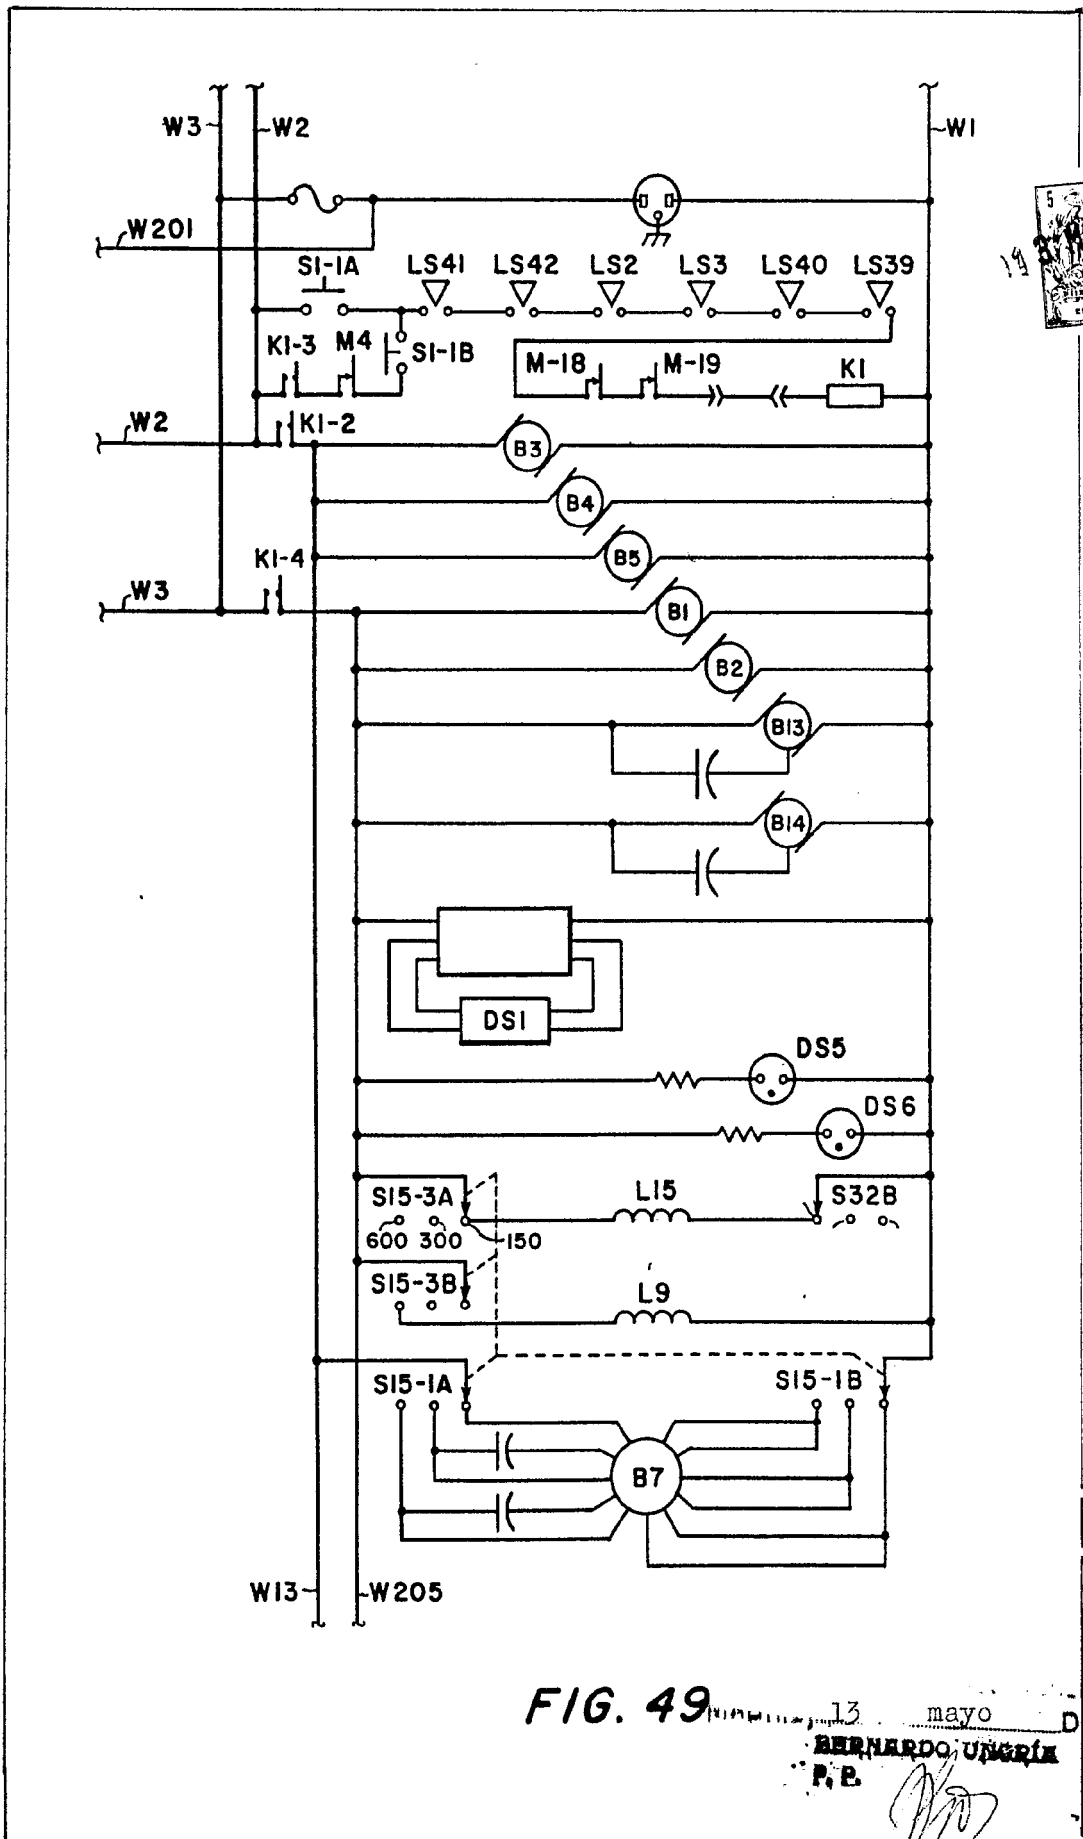 W3
W2
W1
W201
S1-1A
LS41
LS42
LS2
LS3
LS40
LS39
K1-3
M4
S1-1B
M-18
M-19
K1
W2
K1-2
B3
B4
B5
K1-4
W3
B1
B2
B13
B14
DS1
DS5
DS6
S15-3A
L15
S32B
600 300 150
S15-3B
L9
S15-1A
S15-1B
B7
W13
W205
FIG. 49
13 mayo D
BERNARDO UNGRÍA
P. P.